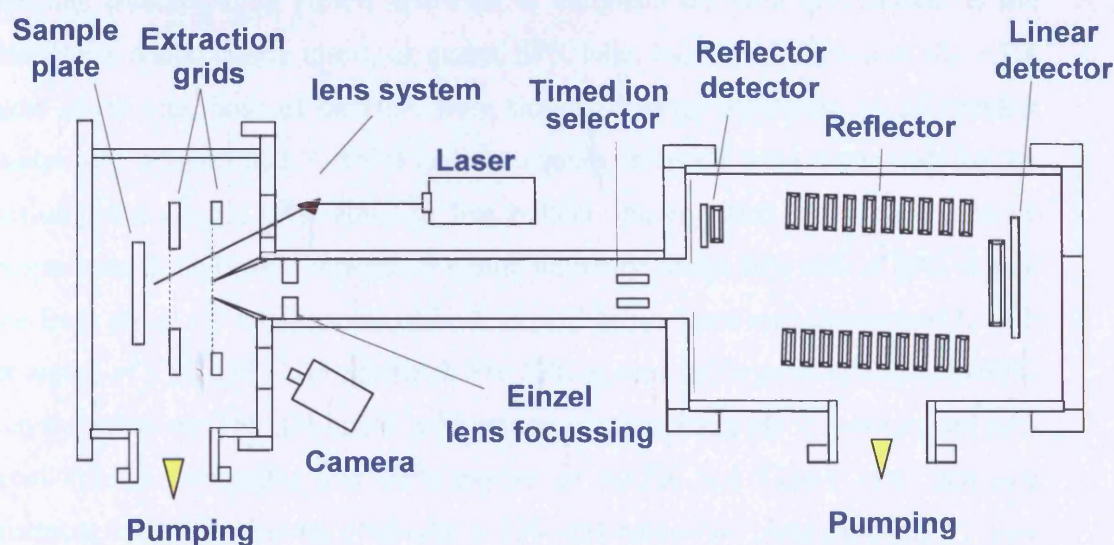 Sample
plate
Extraction
grids
lens system
Laser
Timed ion
selector
Reflector
detector
Reflector
Linear
detector
Einzel
lens focussing
Camera
Pumping
Pumping